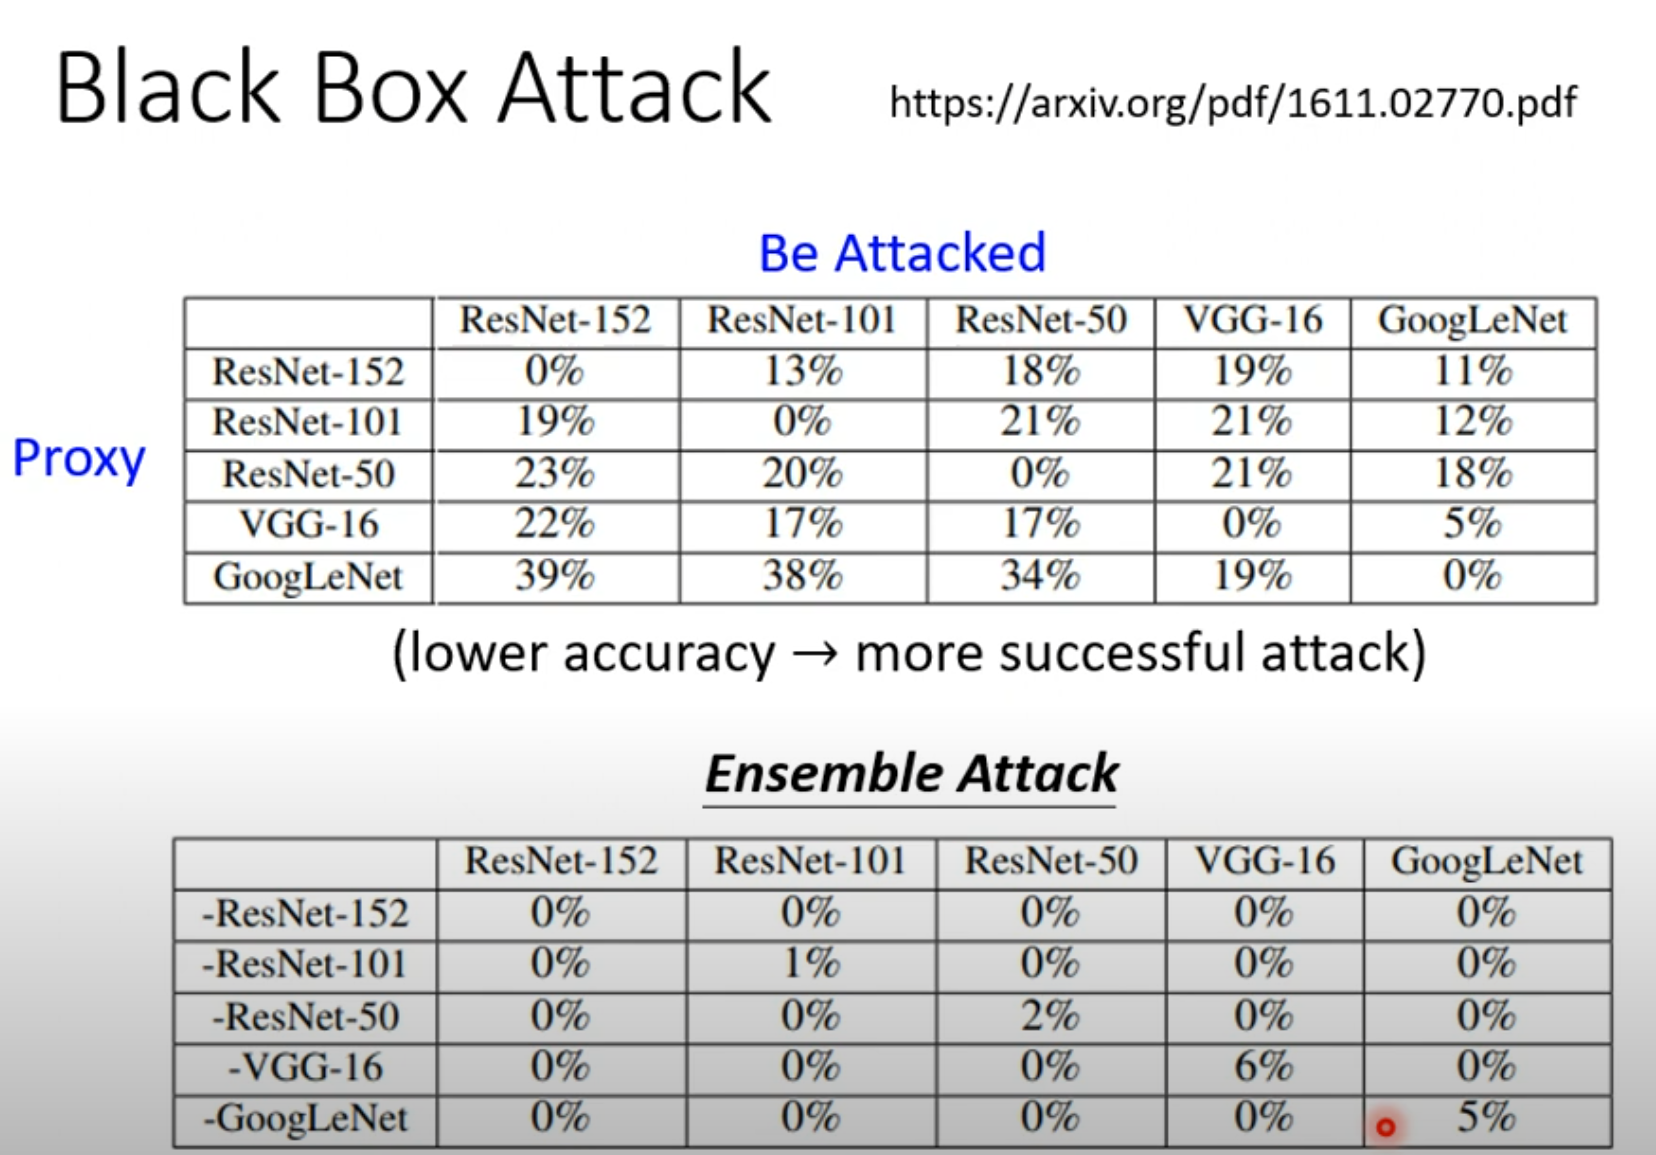 Black Box Attack https://arxiv.org/pdf/1611.02770.pdf
Be Attacked
Proxy
ResNet-152 ResNet-101 ResNet-50 VGG-16 GoogLeNet
ResNet-152 0% 13% 18% 19% 11%
ResNet-101 19% 0% 21% 21% 12%
ResNet-50 23% 20% 0% 21% 18%
VGG-16 22% 17% 17% 0% 5%
GoogLeNet 39% 38% 34% 19% 0%
(lower accuracy → more successful attack)
Ensemble Attack
ResNet-152 ResNet-101 ResNet-50 VGG-16 GoogLeNet
-ResNet-152 0% 0% 0% 0% 0%
-ResNet-101 0% 1% 0% 0% 0%
-ResNet-50 0% 0% 2% 0% 0%
-VGG-16 0% 0% 0% 6% 0%
-GoogLeNet 0% 0% 0% 0% 5%